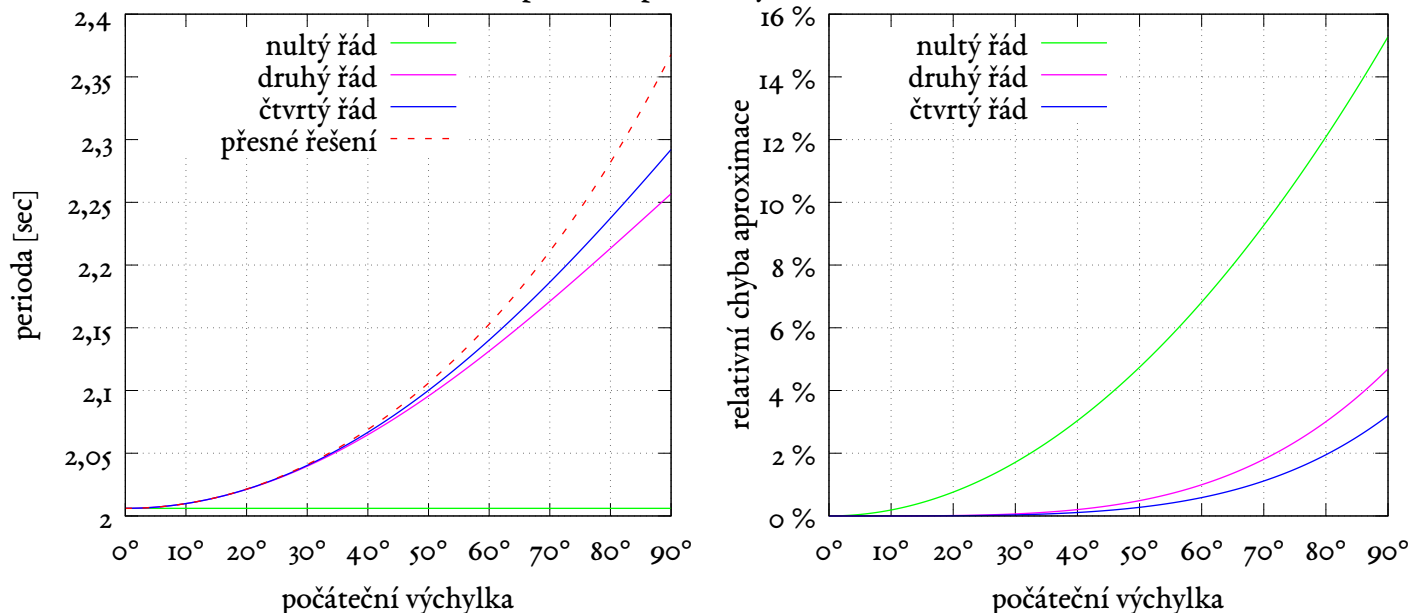 2,4
2,35
2,3
2,25
2,2
2,15
2,1
2,05
2
0° 10° 20° 30° 40° 50° 60° 70° 80° 90°
perioda [sec]
počáteční výchylka
nultý řád
druhý řád
čtvrtý řád
přesné řešení
16 %
14 %
12 %
10 %
8 %
6 %
4 %
2 %
0 %
0° 10° 20° 30° 40° 50° 60° 70° 80° 90°
relativní chyba aproximace
počáteční výchylka
nultý řád
druhý řád
čtvrtý řád